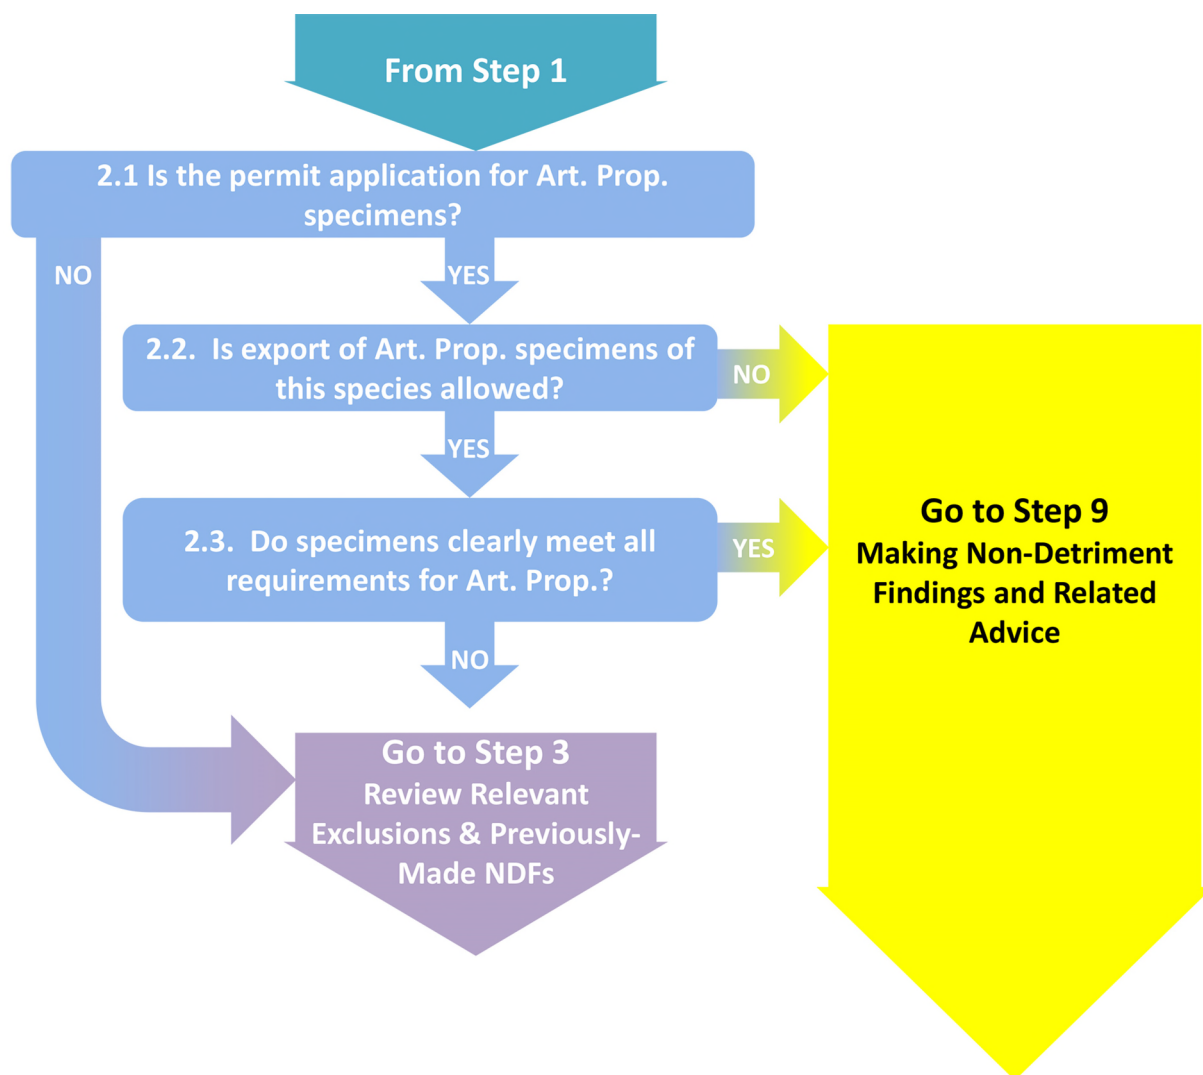 From Step 1
2.1 Is the permit application for Art. Prop.
specimens?
NO
YES
2.2.  Is export of Art. Prop. specimens of
this species allowed?
NO
YES
2.3.  Do specimens clearly meet all
requirements for Art. Prop.?
YES
NO
Go to Step 9
Making Non-Detriment
Findings and Related
Advice
Go to Step 3
Review Relevant
Exclusions & Previously-
Made NDFs